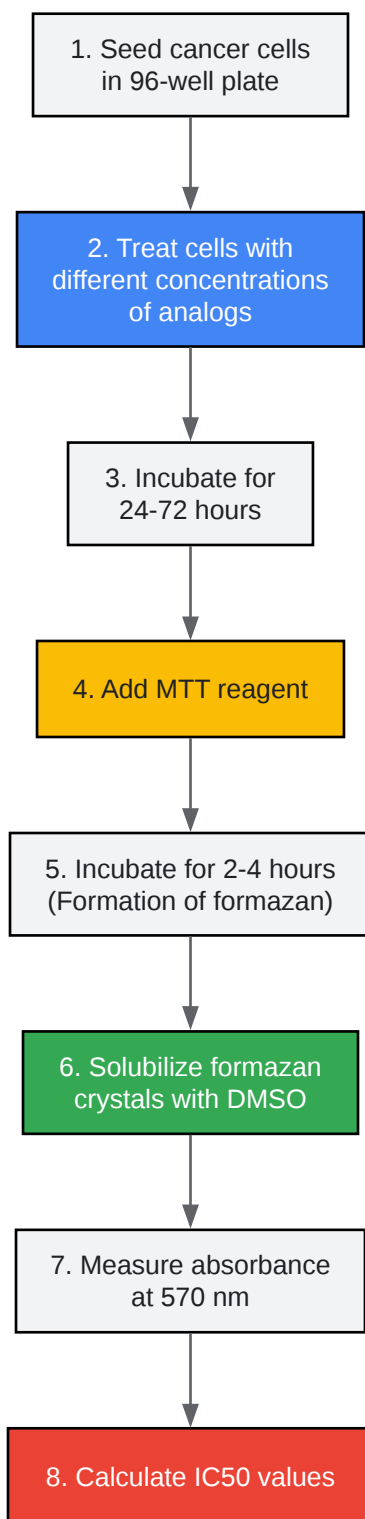 1. Seed cancer cells
in 96-well plate
2. Treat cells with
different concentrations
of analogs
3. Incubate for
24-72 hours
4. Add MTT reagent
5. Incubate for 2-4 hours
(Formation of formazan)
6. Solubilize formazan
crystals with DMSO
7. Measure absorbance
at 570 nm
8. Calculate IC50 values